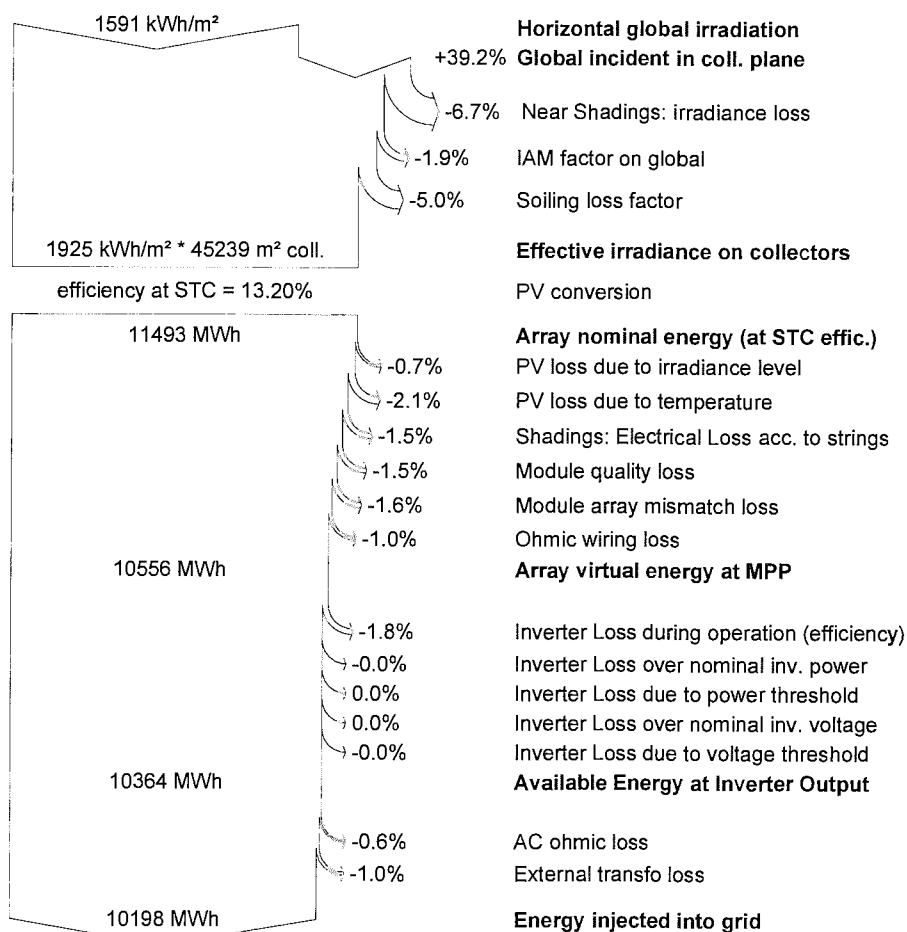 1591 kWh/m² Horizontal global irradiation
+39.2% Global incident in coll. plane
-6.7% Near Shadings: irradiance loss
-1.9% IAM factor on global
-5.0% Soiling loss factor
1925 kWh/m² * 45239 m² coll. Effective irradiance on collectors
efficiency at STC = 13.20% PV conversion
11493 MWh Array nominal energy (at STC effic.)
-0.7% PV loss due to irradiance level
-2.1% PV loss due to temperature
-1.5% Shadings: Electrical Loss acc. to strings
-1.5% Module quality loss
-1.6% Module array mismatch loss
-1.0% Ohmic wiring loss
10556 MWh Array virtual energy at MPP
-1.8% Inverter Loss during operation (efficiency)
-0.0% Inverter Loss over nominal inv. power
0.0% Inverter Loss due to power threshold
0.0% Inverter Loss over nominal inv. voltage
-0.0% Inverter Loss due to voltage threshold
10364 MWh Available Energy at Inverter Output
-0.6% AC ohmic loss
-1.0% External transfo loss
10198 MWh Energy injected into grid